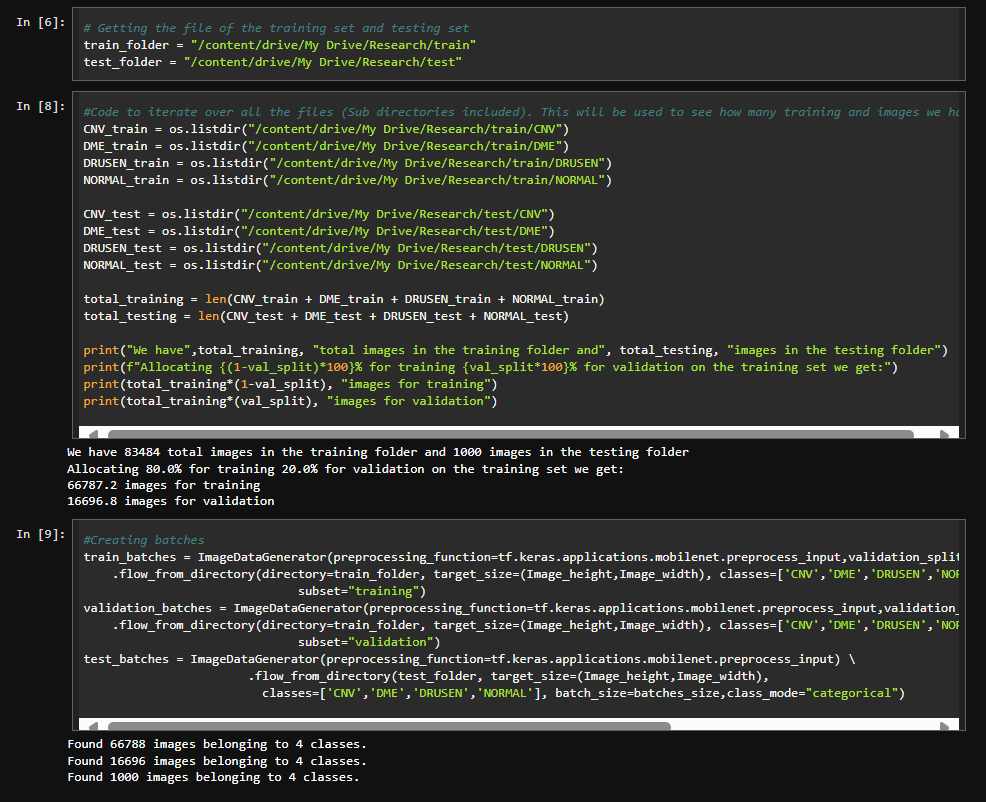 In [6]:
# Getting the file of the training set and testing set
train_folder = "/content/drive/My Drive/Research/train"
test_folder = "/content/drive/My Drive/Research/test"
In [8]:
#Code to iterate over all the files (Sub directories included). This will be used to see how many training and images we ha
CNV_train = os.listdir("/content/drive/My Drive/Research/train/CNV")
DME_train = os.listdir("/content/drive/My Drive/Research/train/DME")
DRUSEN_train = os.listdir("/content/drive/My Drive/Research/train/DRUSEN")
NORMAL_train = os.listdir("/content/drive/My Drive/Research/train/NORMAL")
CNV_test = os.listdir("/content/drive/My Drive/Research/test/CNV")
DME_test = os.listdir("/content/drive/My Drive/Research/test/DME")
DRUSEN_test = os.listdir("/content/drive/My Drive/Research/test/DRUSEN")
NORMAL_test = os.listdir("/content/drive/My Drive/Research/test/NORMAL")
total_training = len(CNV_train + DME_train + DRUSEN_train + NORMAL_train)
total_testing = len(CNV_test + DME_test + DRUSEN_test + NORMAL_test)
print("We have",total_training, "total images in the training folder and", total_testing, "images in the testing folder")
print(f"Allocating {(1-val_split)*100}% for training {val_split*100}% for validation on the training set we get:")
print(total_training*(1-val_split), "images for training")
print(total_training*(val_split), "images for validation")
We have 83484 total images in the training folder and 1000 images in the testing folder
Allocating 80.0% for training 20.0% for validation on the training set we get:
66787.2 images for training
16696.8 images for validation
In [9]:
#Creating batches
train_batches = ImageDataGenerator(preprocessing_function=tf.keras.applications.mobilenet.preprocess_input,validation_split
.flow_from_directory(directory=train_folder, target_size=(Image_height,Image_width), classes=['CNV','DME','DRUSEN','NOR
subset="training")
validation_batches = ImageDataGenerator(preprocessing_function=tf.keras.applications.mobilenet.preprocess_input,validation_
.flow_from_directory(directory=train_folder, target_size=(Image_height,Image_width), classes=['CNV','DME','DRUSEN','NOR
subset="validation")
test_batches = ImageDataGenerator(preprocessing_function=tf.keras.applications.mobilenet.preprocess_input) \
.flow_from_directory(test_folder, target_size=(Image_height,Image_width),
classes=['CNV','DME','DRUSEN','NORMAL'], batch_size=batches_size,class_mode="categorical")
Found 66788 images belonging to 4 classes.
Found 16696 images belonging to 4 classes.
Found 1000 images belonging to 4 classes.